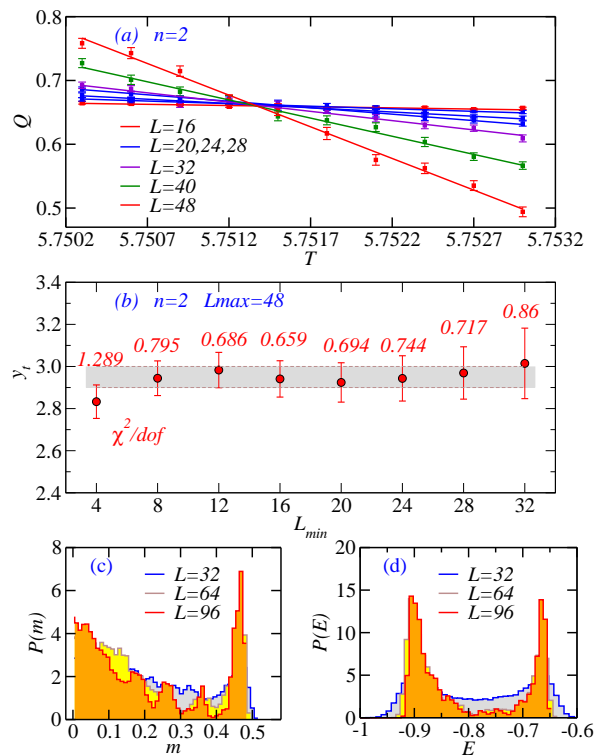 (a) n=2
0.8
0.7
0.6
0.5
Q
L=16
L=20,24,28
L=32
L=40
L=48
5.7502 5.7507 5.7512 5.7517 5.7522 5.7527 5.7532
T
(b) n=2 Lmax=48
3.4
3.2
3.0
2.8
2.6
2.4
y_t
1.289 0.795 0.686 0.659 0.694 0.744 0.717 0.86
χ²/dof
4 8 12 16 20 24 28 32
L_min
(c)
8
6
4
2
0
P(m)
L=32
L=64
L=96
0 0.1 0.2 0.3 0.4 0.5
m
(d)
20
15
10
5
0
P(E)
L=32
L=64
L=96
-1 -0.9 -0.8 -0.7 -0.6
E